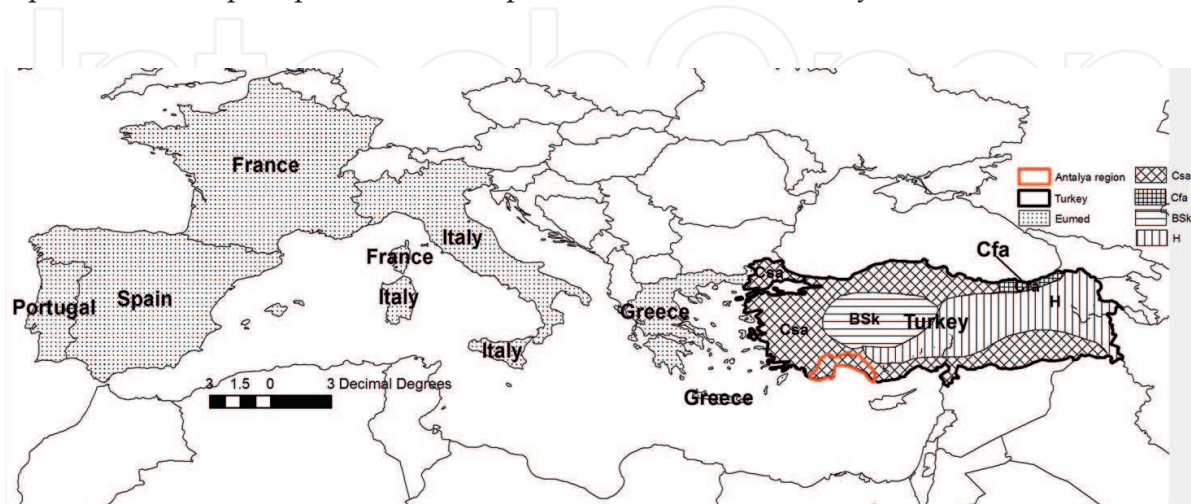 IntechOpen
France
Italy
France
Italy
Portugal
Spain
Italy
Greece
Greece
3 1.5 0 3 Decimal Degrees
Csa
Csa
BSk
Turkey
H
Cfa
Cfa
Antalya region
Turkey
Eumed
Csa
Cfa
BSk
H